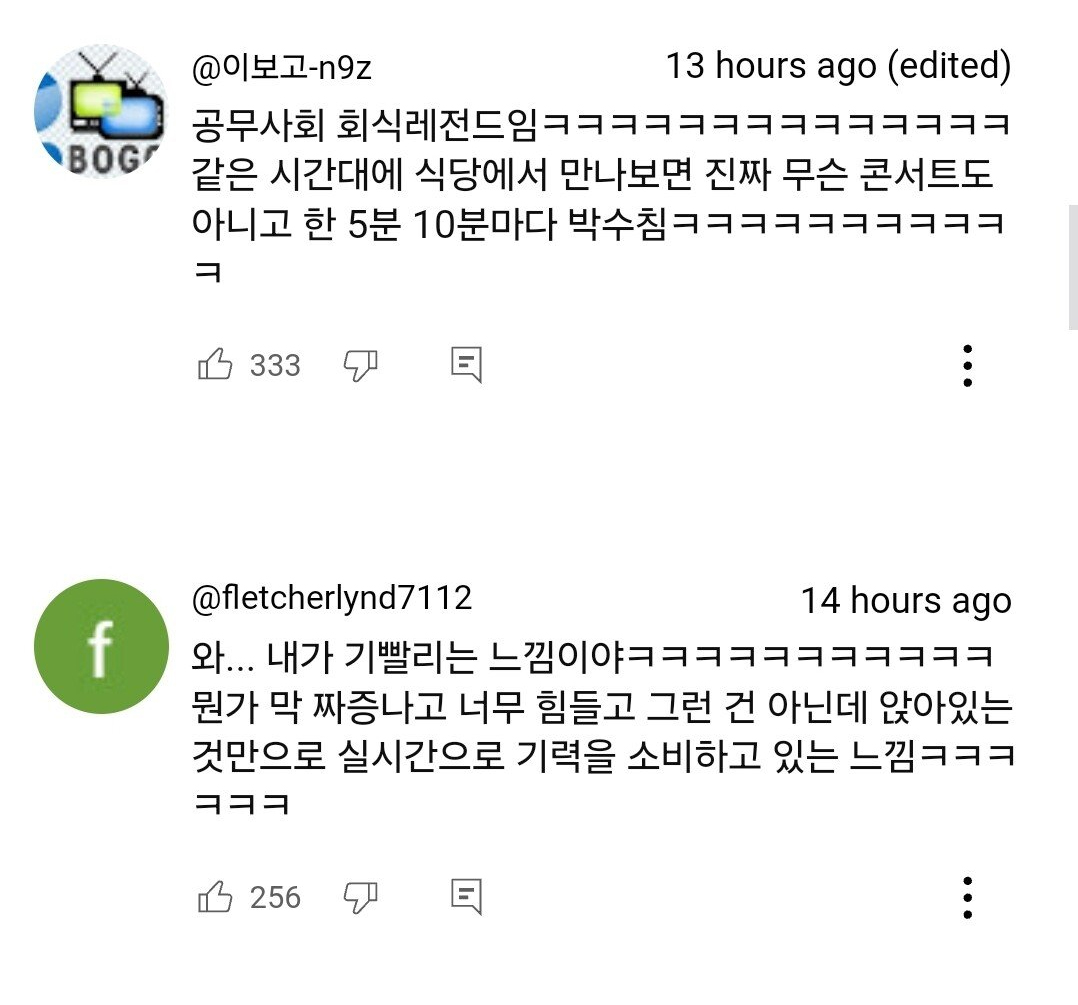 @이보고-n9z 13 hours ago (edited)
공무사회 회식레전드임ㅋㅋㅋㅋㅋㅋㅋㅋㅋㅋㅋㅋㅋㅋ
같은 시간대에 식당에서 만나보면 진짜 무슨 콘서트도
아니고 한 5분 10분마다 박수침ㅋㅋㅋㅋㅋㅋㅋㅋㅋㅋ
ㅋ
BOGO
333
@fletcherlynd7112 14 hours ago
f
와... 내가 기빨리는 느낌이야ㅋㅋㅋㅋㅋㅋㅋㅋㅋㅋㅋ
뭔가 막 짜증나고 너무 힘들고 그런 건 아닌데 앉아있는
것만으로 실시간으로 기력을 소비하고 있는 느낌ㅋㅋㅋ
ㅋㅋㅋ
256